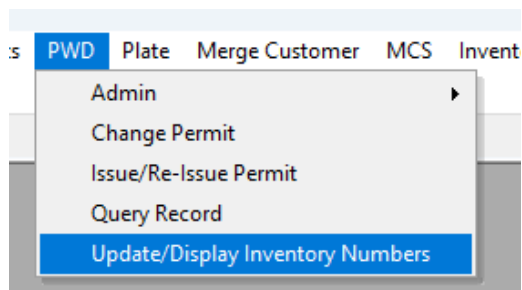 PWD Plate Merge Customer MCS
Admin
Change Permit
Issue/Re-Issue Permit
Query Record
Update/Display Inventory Numbers